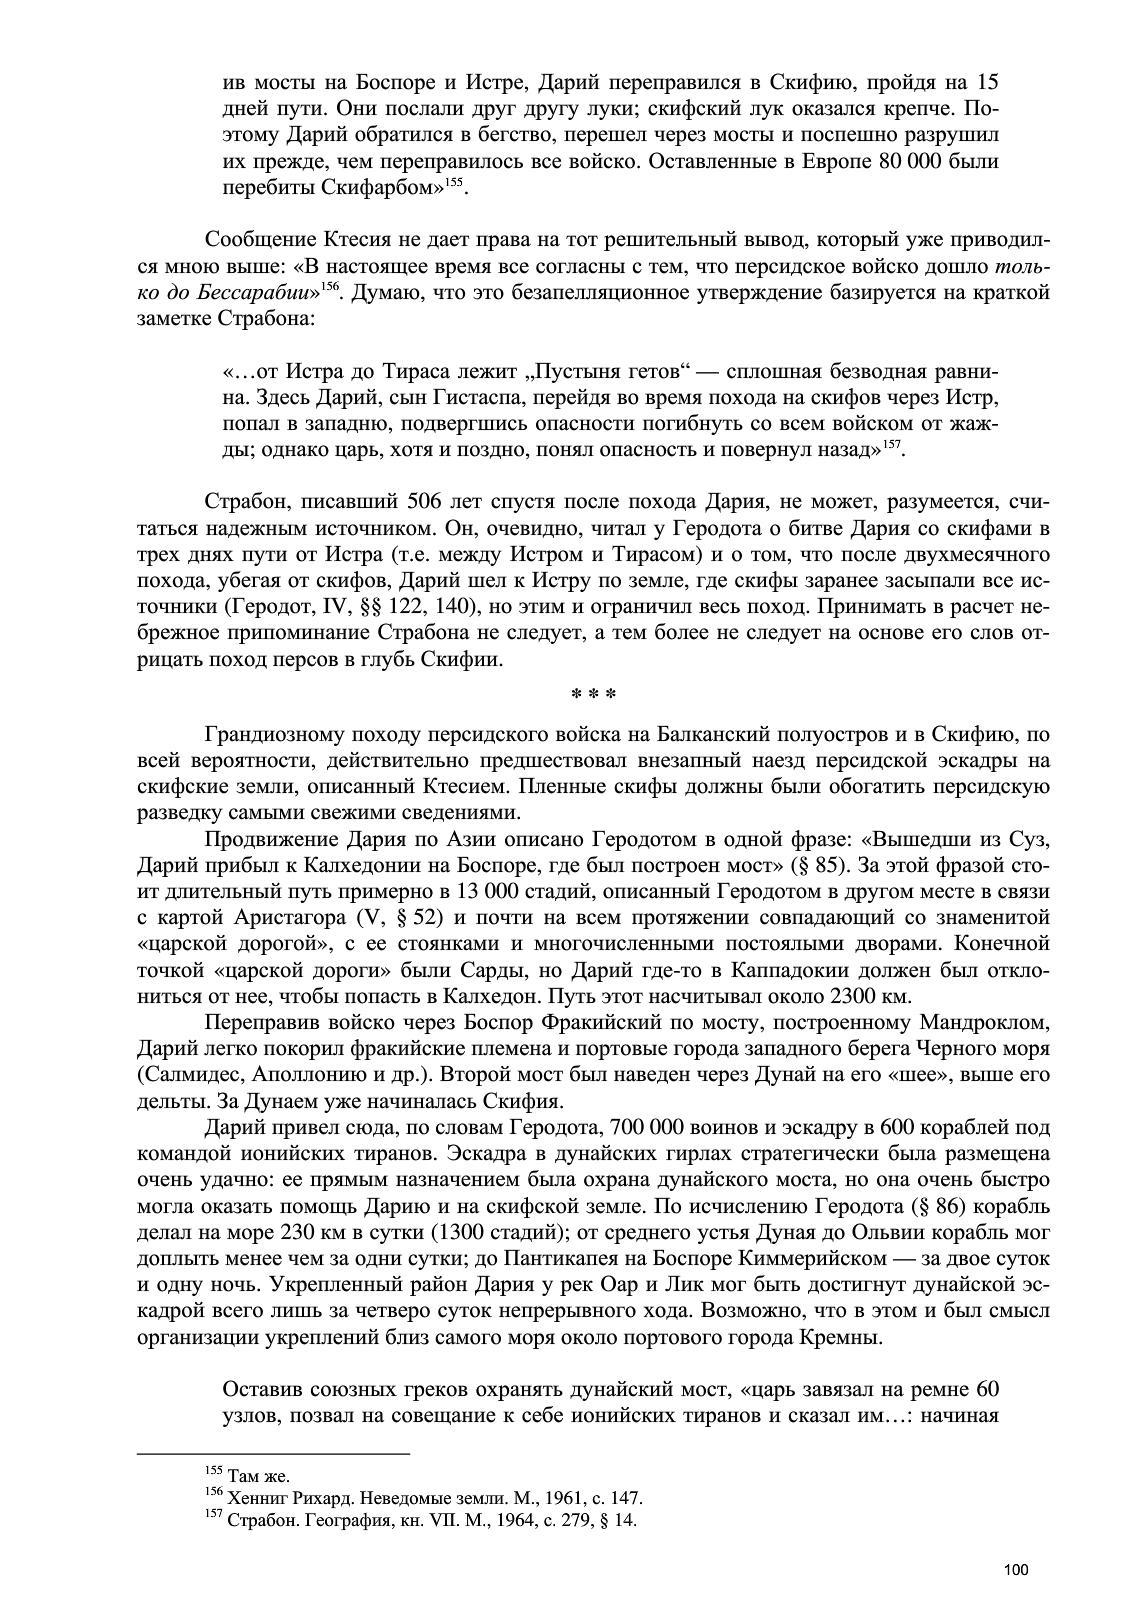 ив мосты на Боспоре и Истре, Дарий переправился в Скифию, пройдя на 15
дней пути. Они послали друг другу луки; скифский лук оказался крепче. По-
этому Дарий обратился в бегство, перешел через мосты и поспешно разрушил
их прежде, чем переправилось все войско. Оставленные в Европе 80 000 были
перебиты Скифарбом»155.
Сообщение Ктесия не дает права на тот решительный вывод, который уже приводил-
ся мною выше: «В настоящее время все согласны с тем, что персидское войско дошло толь-
ко до Бессарабии»156. Думаю, что это безапелляционное утверждение базируется на краткой
заметке Страбона:
«…от Истра до Тираса лежит „Пустыня гетов“ — сплошная безводная равни-
на. Здесь Дарий, сын Гистаспа, перейдя во время похода на скифов через Истр,
попал в западню, подвергшись опасности погибнуть со всем войском от жаж-
ды; однако царь, хотя и поздно, понял опасность и повернул назад»157.
Страбон, писавший 506 лет спустя после похода Дария, не может, разумеется, счи-
таться надежным источником. Он, очевидно, читал у Геродота о битве Дария со скифами в
трех днях пути от Истра (т.е. между Истром и Тирасом) и о том, что после двухмесячного
похода, убегая от скифов, Дарий шел к Истру по земле, где скифы заранее засыпали все ис-
точники (Геродот, IV, §§ 122, 140), но этим и ограничил весь поход. Принимать в расчет не-
брежное припоминание Страбона не следует, а тем более не следует на основе его слов от-
рицать поход персов в глубь Скифии.
* * *
Грандиозному походу персидского войска на Балканский полуостров и в Скифию, по
всей вероятности, действительно предшествовал внезапный наезд персидской эскадры на
скифские земли, описанный Ктесием. Пленные скифы должны были обогатить персидскую
разведку самыми свежими сведениями.
Продвижение Дария по Азии описано Геродотом в одной фразе: «Вышедши из Суз,
Дарий прибыл к Калхедонии на Боспоре, где был построен мост» (§ 85). За этой фразой сто-
ит длительный путь примерно в 13 000 стадий, описанный Геродотом в другом месте в связи
с картой Аристагора (V, § 52) и почти на всем протяжении совпадающий со знаменитой
«царской дорогой», с ее стоянками и многочисленными постоялыми дворами. Конечной
точкой «царской дороги» были Сарды, но Дарий где-то в Каппадокии должен был откло-
ниться от нее, чтобы попасть в Калхедон. Путь этот насчитывал около 2300 км.
Переправив войско через Боспор Фракийский по мосту, построенному Мандроклом,
Дарий легко покорил фракийские племена и портовые города западного берега Черного моря
(Салмидес, Аполлонию и др.). Второй мост был наведен через Дунай на его «шее», выше его
дельты. За Дунаем уже начиналась Скифия.
Дарий привел сюда, по словам Геродота, 700 000 воинов и эскадру в 600 кораблей под
командой ионийских тиранов. Эскадра в дунайских гирлах стратегически была размещена
очень удачно: ее прямым назначением была охрана дунайского моста, но она очень быстро
могла оказать помощь Дарию и на скифской земле. По исчислению Геродота (§ 86) корабль
делал на море 230 км в сутки (1300 стадий); от среднего устья Дуная до Ольвии корабль мог
доплыть менее чем за одни сутки; до Пантикапея на Боспоре Киммерийском — за двое суток
и одну ночь. Укрепленный район Дария у рек Оар и Лик мог быть достигнут дунайской эс-
кадрой всего лишь за четверо суток непрерывного хода. Возможно, что в этом и был смысл
организации укреплений близ самого моря около портового города Кремны.
Оставив союзных греков охранять дунайский мост, «царь завязал на ремне 60
узлов, позвал на совещание к себе ионийских тиранов и сказал им…: начиная
155 Там же.
156 Хенниг Рихард. Неведомые земли. М., 1961, с. 147.
157 Страбон. География, кн. VII. М., 1964, с. 279, § 14.
100